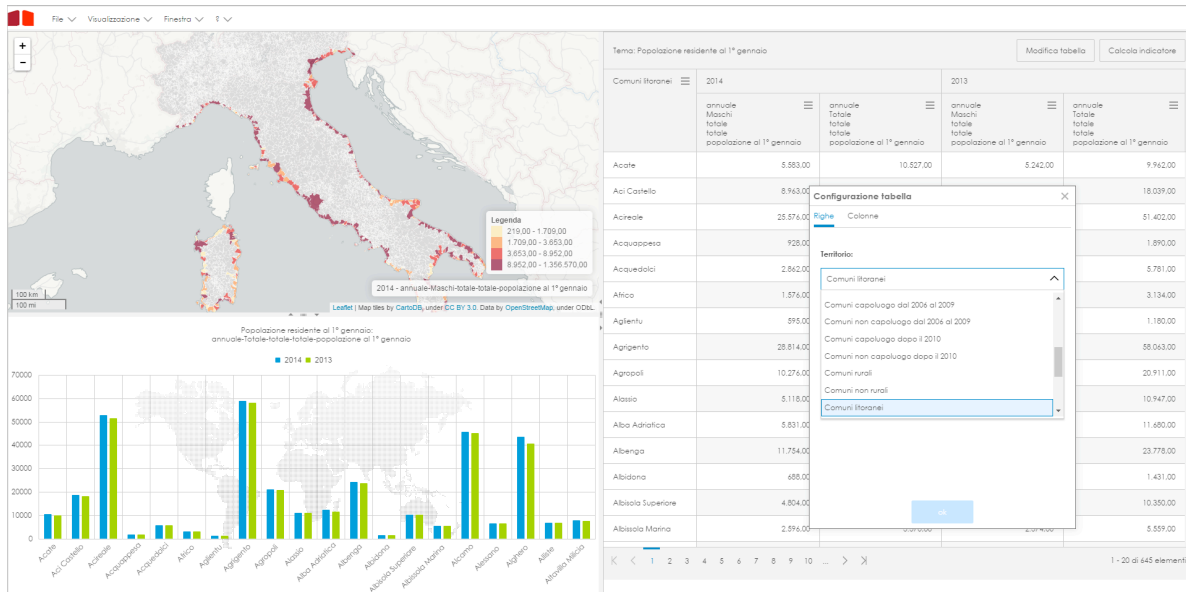 File Visualizzazione Finestra
+
-
Legenda
219,00 - 1.709,00
1.709,00 - 3.653,00
3.653,00 - 8.952,00
8.952,00 - 1.356.570,00
2014 - annuale-Maschi-totale-totale-popolazione al 1° gennaio
100 km
100 mi
Leaflet | Map tiles by CartoDB, under CC BY 3.0. Data by OpenStreetMap, under ODbL.
Popolazione residente al 1° gennaio:
annuale-Totale-totale-totale-popolazione al 1° gennaio
2014 2013
70000
60000
50000
40000
30000
20000
10000
0
Acate Aci Castello Acireale Acquappesa Acquedolci Africo Aglientu Agrigento Agropoli Alassio Alba Adriatica Albenga Albidona Albisola Superiore Albissola Marina Alcamo Alessano Alghero Alliste Altavilla Milicia
Tema: Popolazione residente al 1° gennaio
Modifica tabella Calcola indicatore
Comuni litoranei 2014 2013
annuale annuale annuale annuale
Maschi Totale Maschi Totale
totale totale totale totale
totale totale totale totale
popolazione al 1° gennaio popolazione al 1° gennaio popolazione al 1° gennaio popolazione al 1° gennaio
Acate 5.583,00 10.527,00 5.242,00 9.962,00
Aci Castello 8.963,00 18.039,00
Acireale 25.576,00 51.402,00
Acquappesa 928,00 1.890,00
Acquedolci 2.862,00 5.781,00
Africo 1.576,00 3.134,00
Aglientu 595,00 1.180,00
Agrigento 28.814,00 58.063,00
Agropoli 10.276,00 20.911,00
Alassio 5.118,00 10.947,00
Alba Adriatica 5.831,00 11.680,00
Albenga 11.754,00 23.778,00
Albidona 688,00 1.431,00
Albisola Superiore 4.804,00 10.350,00
Albissola Marina 2.596,00 5.559,00
Configurazione tabella
Righe Colonne
Territorio:
Comuni litoranei
Comuni capoluogo dal 2006 al 2009
Comuni non capoluogo dal 2006 al 2009
Comuni capoluogo dopo il 2010
Comuni non capoluogo dopo il 2010
Comuni rurali
Comuni non rurali
Comuni litoranei
ok
1 2 3 4 5 6 7 8 9 10 ...
1 - 20 di 645 elementi